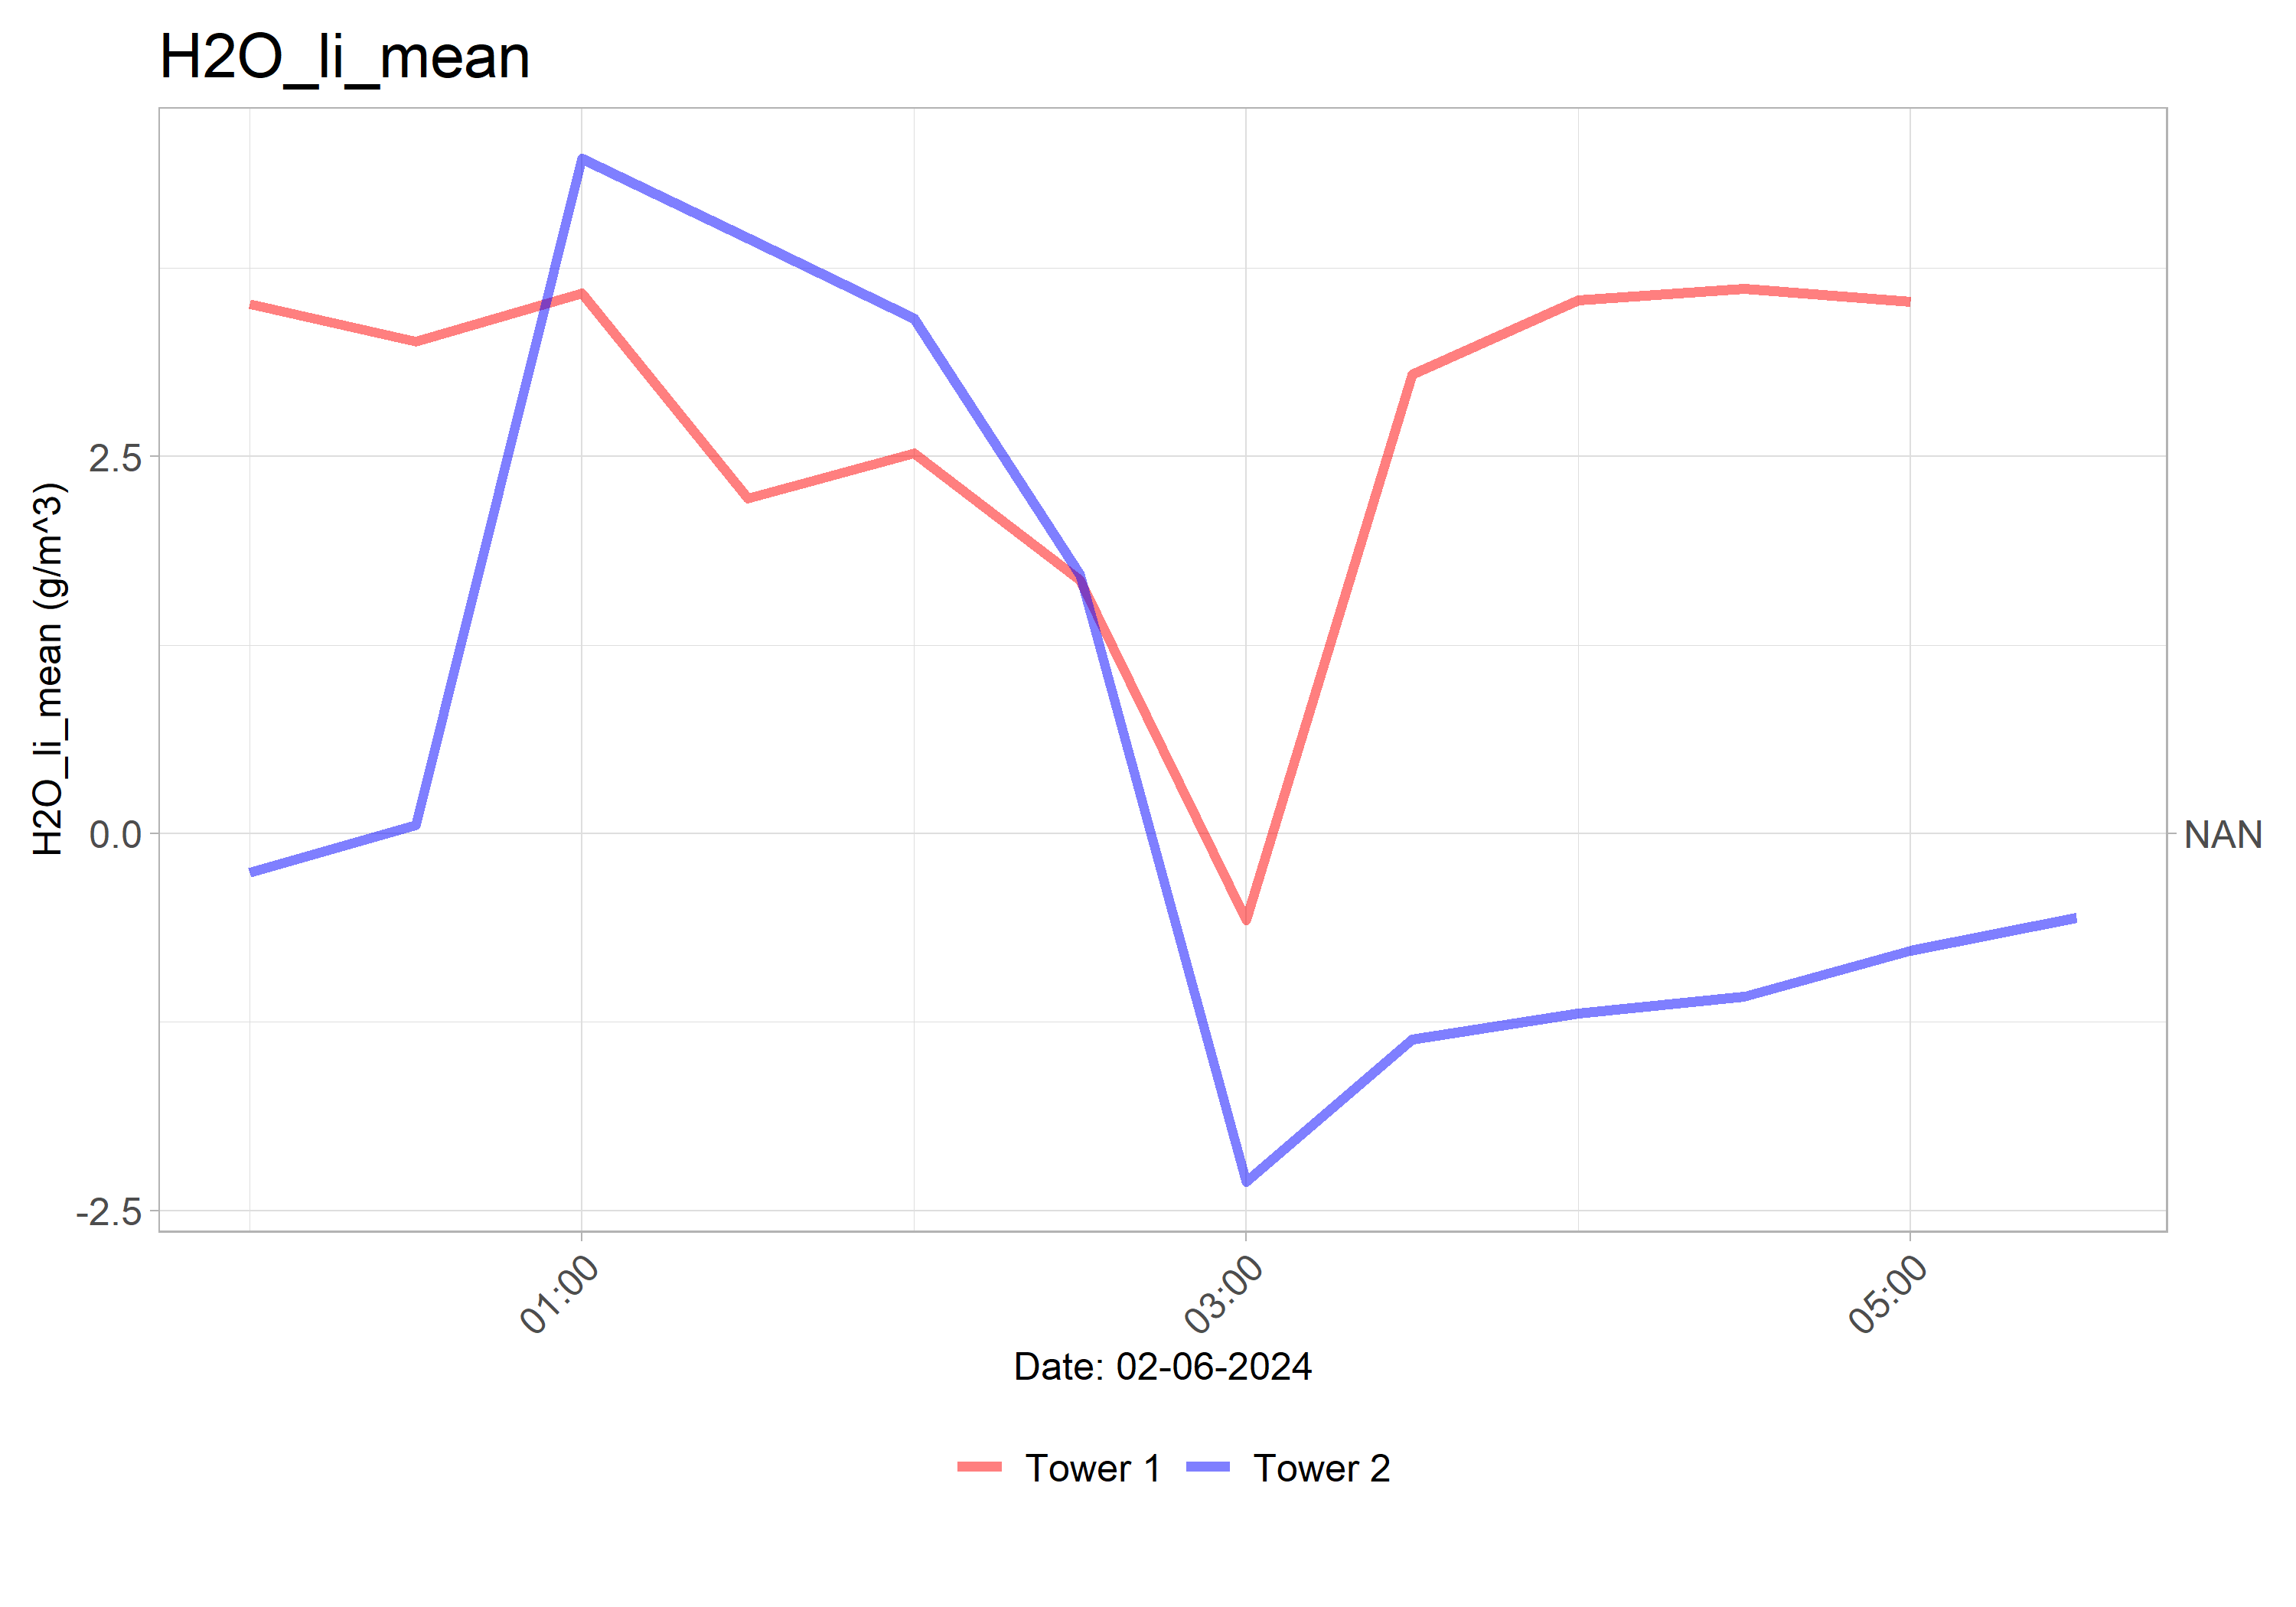 H2O_li_mean
H2O_li_mean (g/m^3)
2.5
0.0
-2.5
NAN
01:00
03:00
05:00
Date: 02-06-2024
Tower 1
Tower 2